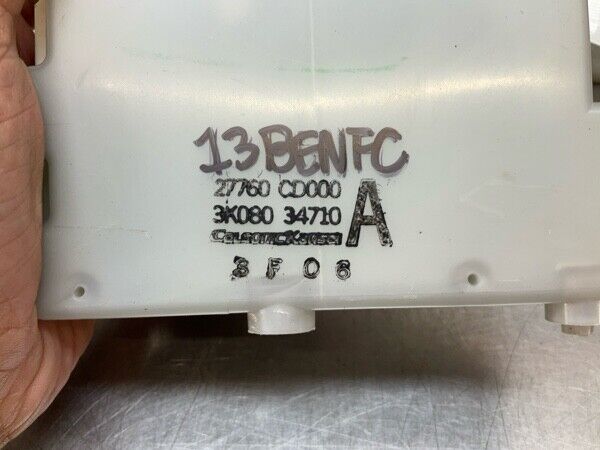 13BENFC
27760 CD000
3K080 34710 A
CalsonicKansei
3F06